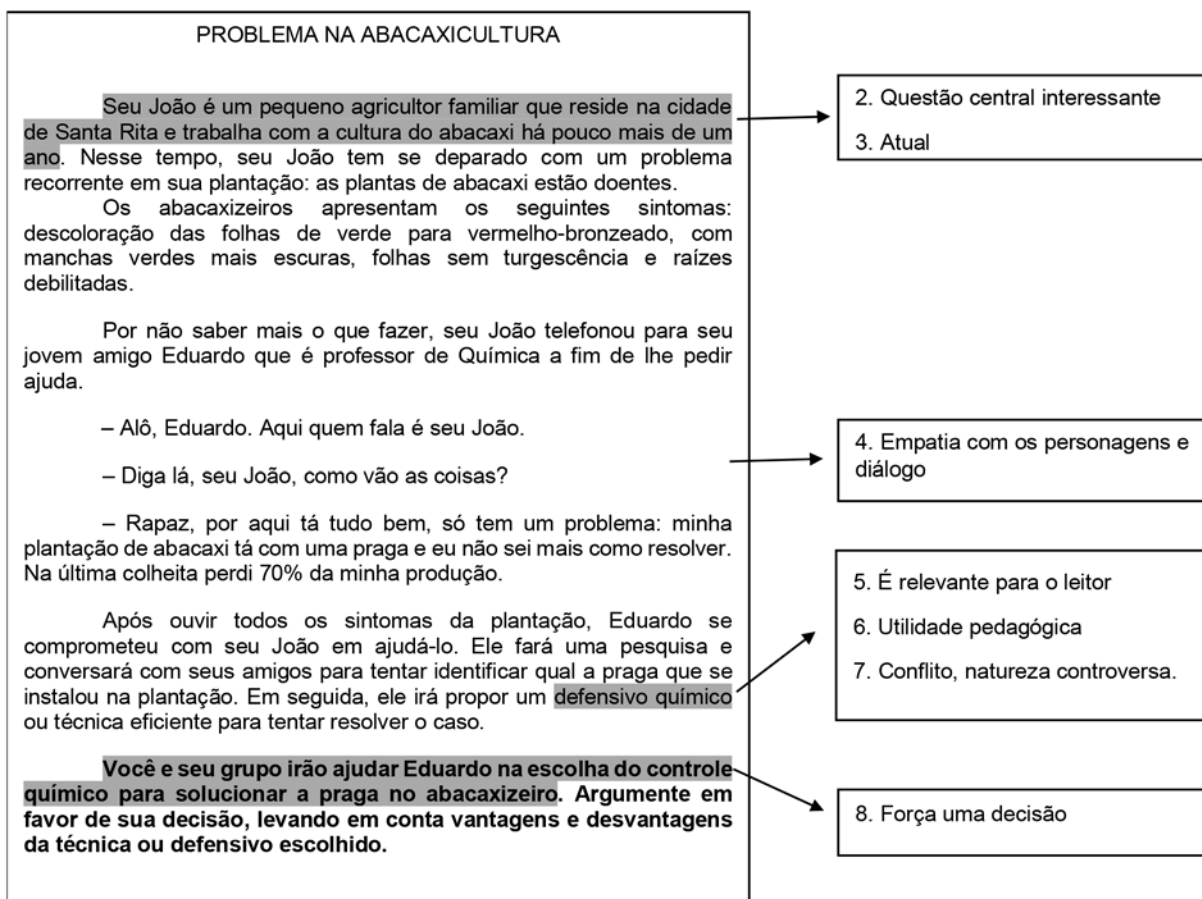 PROBLEMA NA ABACAXICULTURA
Seu João é um pequeno agricultor familiar que reside na cidade
de Santa Rita e trabalha com a cultura do abacaxi há pouco mais de um
ano. Nesse tempo, seu João tem se deparado com um problema
recorrente em sua plantação: as plantas de abacaxi estão doentes.
Os abacaxizeiros apresentam os seguintes sintomas:
descoloração das folhas de verde para vermelho-bronzeado, com
manchas verdes mais escuras, folhas sem turgescência e raízes
debilitadas.
Por não saber mais o que fazer, seu João telefonou para seu
jovem amigo Eduardo que é professor de Química a fim de lhe pedir
ajuda.
– Alô, Eduardo. Aqui quem fala é seu João.
– Diga lá, seu João, como vão as coisas?
– Rapaz, por aqui tá tudo bem, só tem um problema: minha
plantação de abacaxi tá com uma praga e eu não sei mais como resolver.
Na última colheita perdi 70% da minha produção.
Após ouvir todos os sintomas da plantação, Eduardo se
comprometeu com seu João em ajudá-lo. Ele fará uma pesquisa e
conversará com seus amigos para tentar identificar qual a praga que se
instalou na plantação. Em seguida, ele irá propor um defensivo químico
ou técnica eficiente para tentar resolver o caso.
Você e seu grupo irão ajudar Eduardo na escolha do controle
químico para solucionar a praga no abacaxizeiro. Argumente em
favor de sua decisão, levando em conta vantagens e desvantagens
da técnica ou defensivo escolhido.
2. Questão central interessante
3. Atual
4. Empatia com os personagens e
diálogo
5. É relevante para o leitor
6. Utilidade pedagógica
7. Conflito, natureza controversa.
8. Força uma decisão